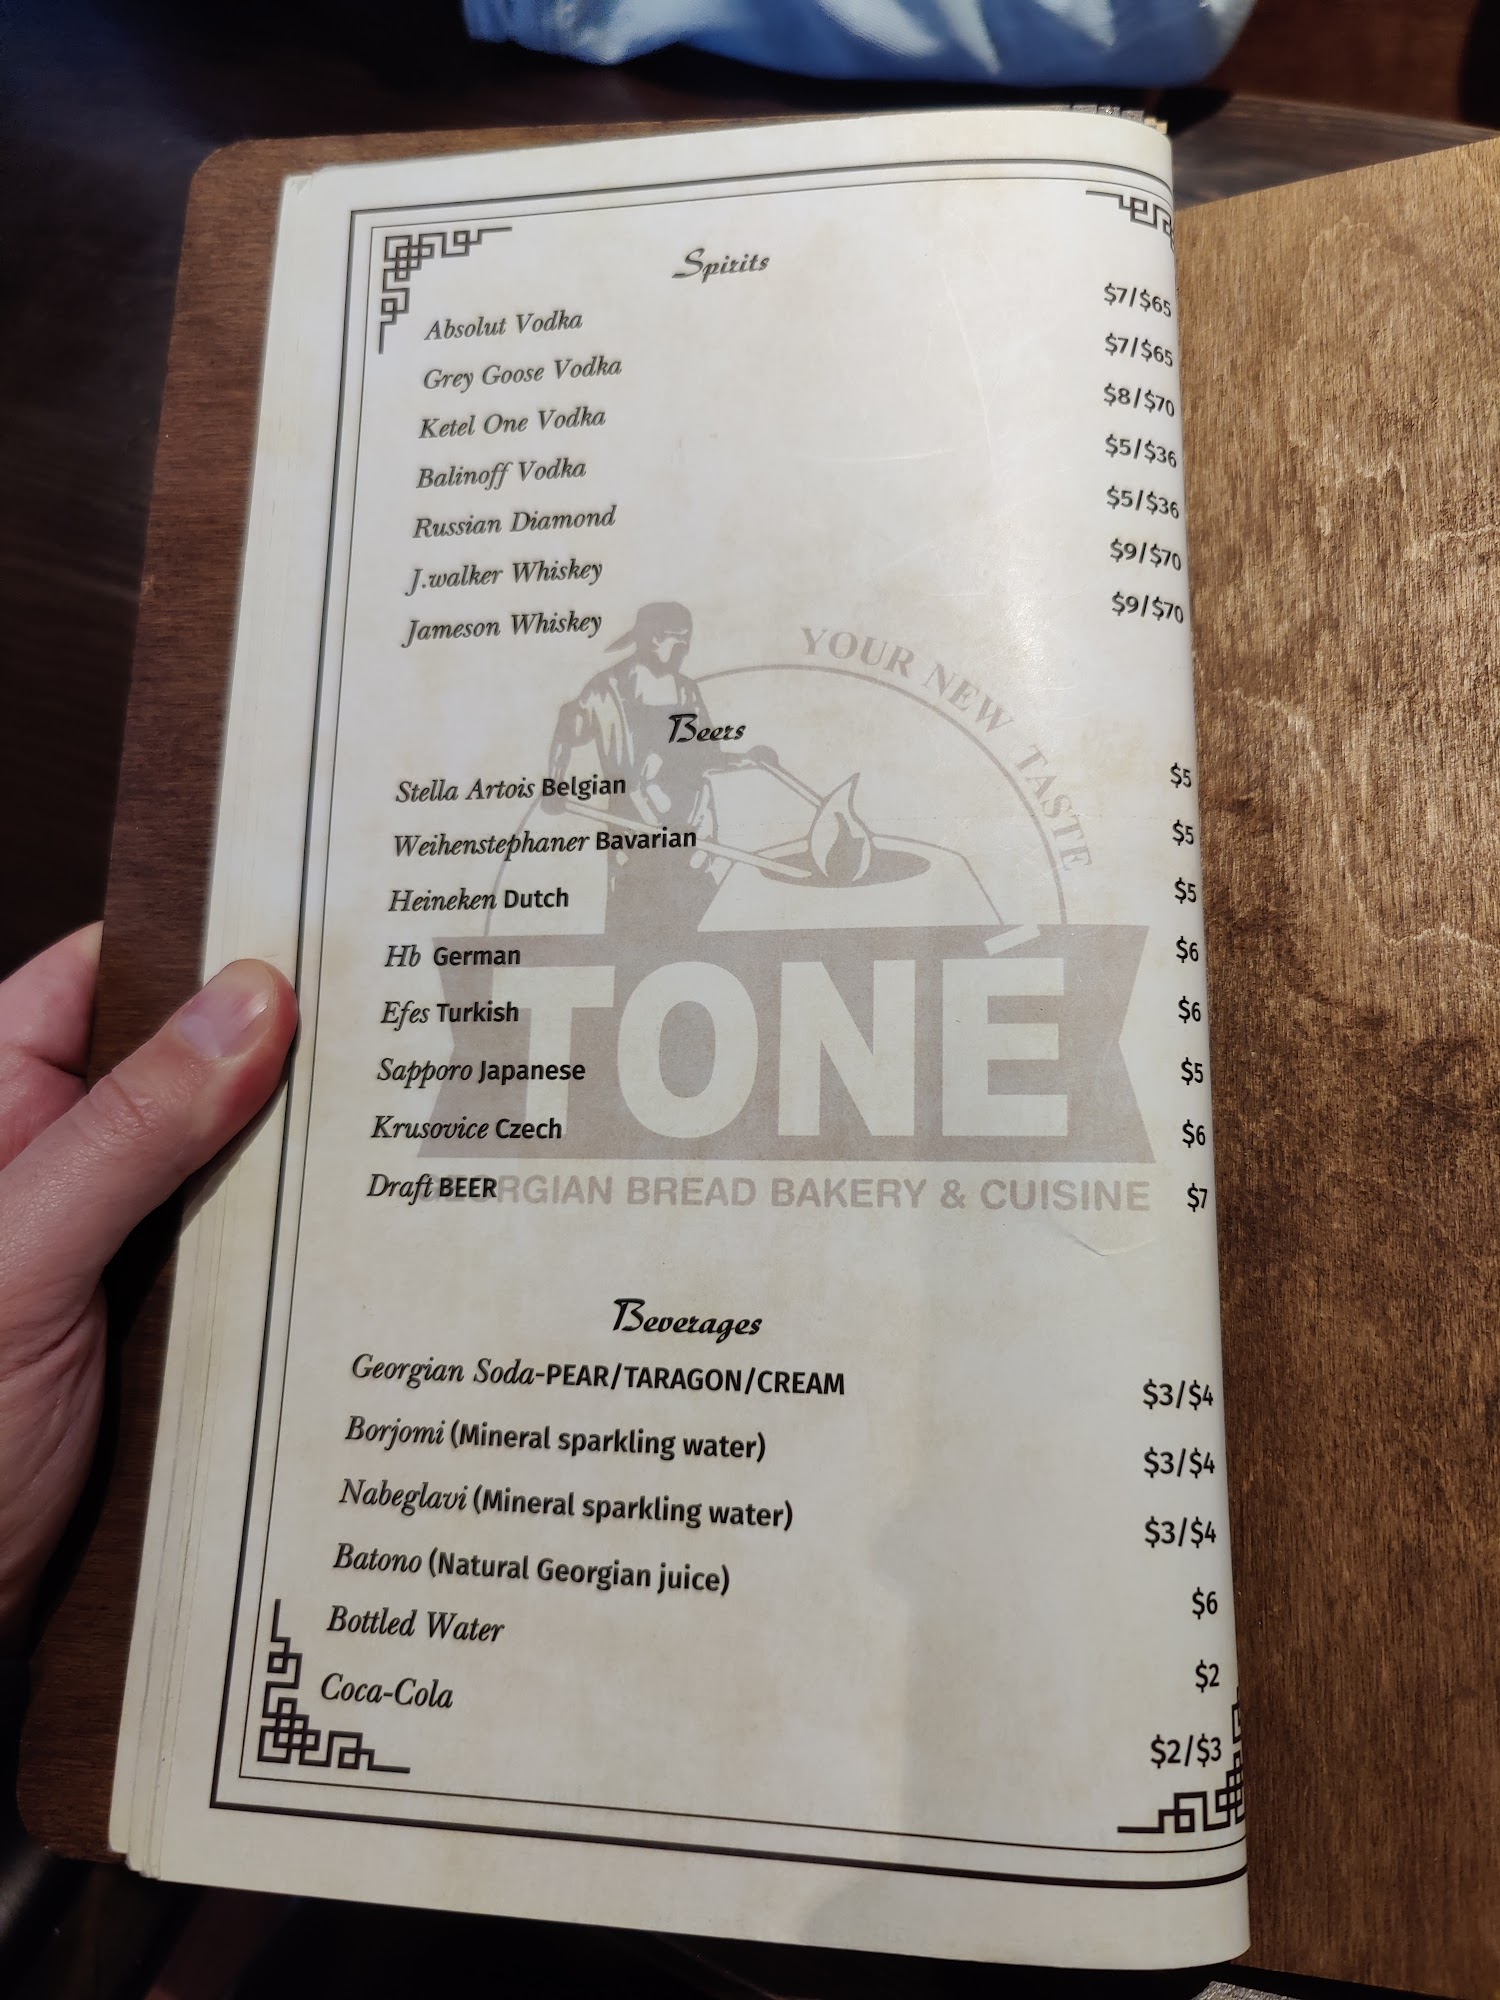 Spirits
Absolut Vodka $7/$65
Grey Goose Vodka $7/$65
Ketel One Vodka $8/$70
Balinoff Vodka $5/$36
Russian Diamond $5/$36
J.walker Whiskey $9/$70
Jameson Whiskey $9/$70
YOUR NEW TASTE
Beers
Stella Artois Belgian $5
Weihenstephaner Bavarian $5
Heineken Dutch $5
Hb German $6
Efes Turkish $6
Sapporo Japanese $5
Krusovice Czech $6
Draft BEER $7
TONÉ
GEORGIAN BREAD BAKERY & CUISINE
Beverages
Georgian Soda-PEAR/TARAGON/CREAM $3/$4
Borjomi (Mineral sparkling water) $3/$4
Nabeglavi (Mineral sparkling water) $3/$4
Batono (Natural Georgian juice) $6
Bottled Water $2
Coca-Cola $2/$3